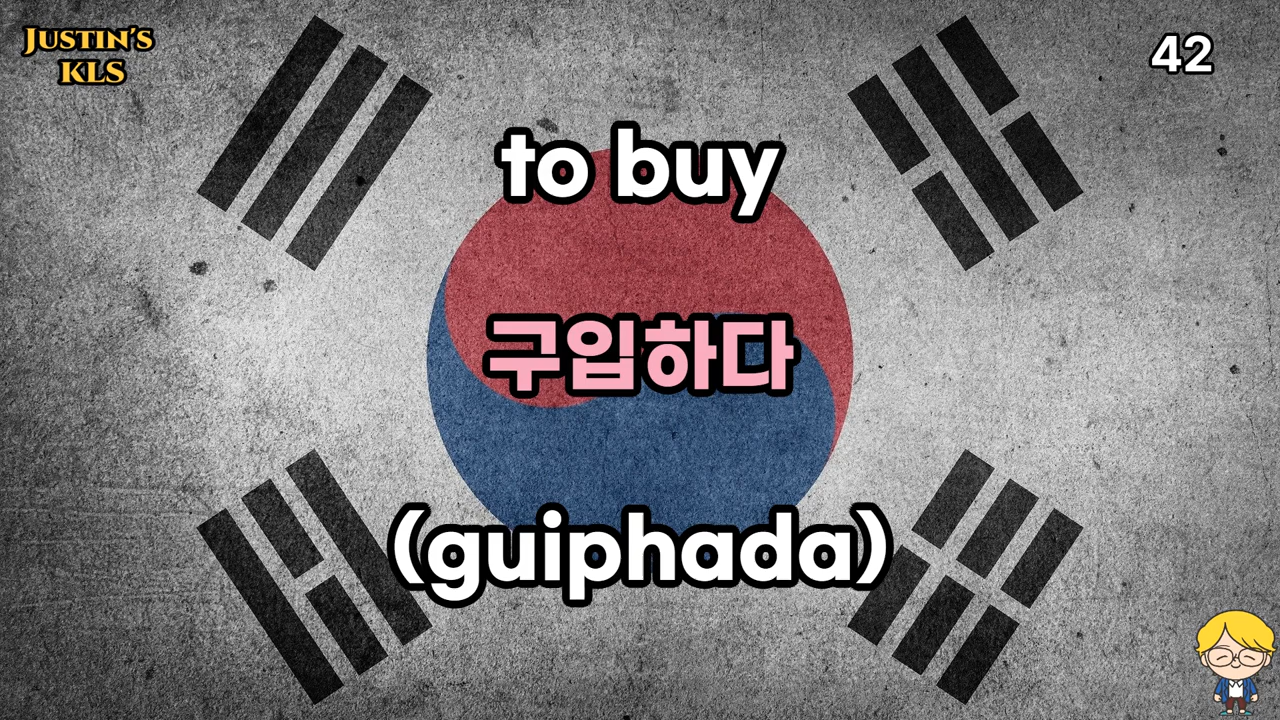 JUSTIN'S
KLS
42
to buy
구입하다
(guiphada)